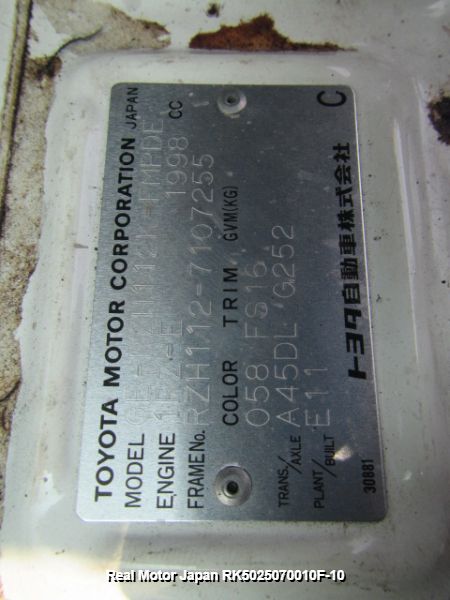 TOYOTA MOTOR CORPORATION JAPAN
MODEL GE-RZH112V-FMPDE
ENGINE 1RZ-E 1998 CC
FRAME No. RZH112-7107255
COLOR TRIM GVM(KG)
058 FS16
TRANS./AXLE A45DL G252
PLANT/BUILT E11
トヨタ自動車株式会社
30881 C
Real Motor Japan RK5025070010F-10